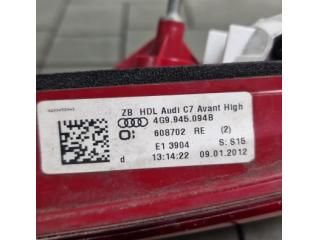 ZB HDL Audi C7 Avant High
4G9.945.094B
608702 RE (2)
E1 3904 S: S15
d 13:14:22 09.01.2012